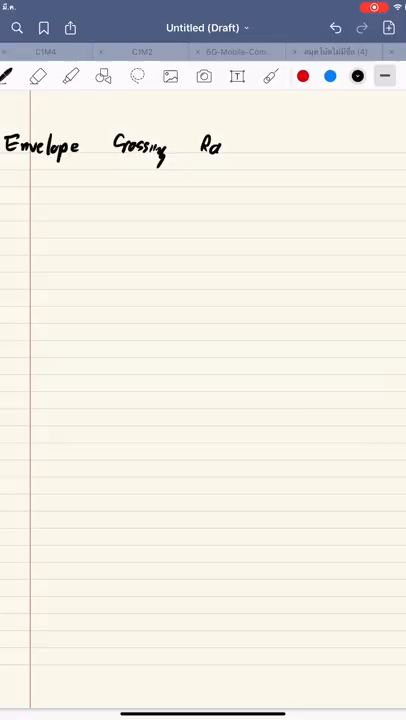 มี.ค.
Untitled (Draft)
C1M4 C1M2 6G-Mobile-Com... สมุดโน้ตไม่มีชื่อ (4)
Envelope Crossing Ra